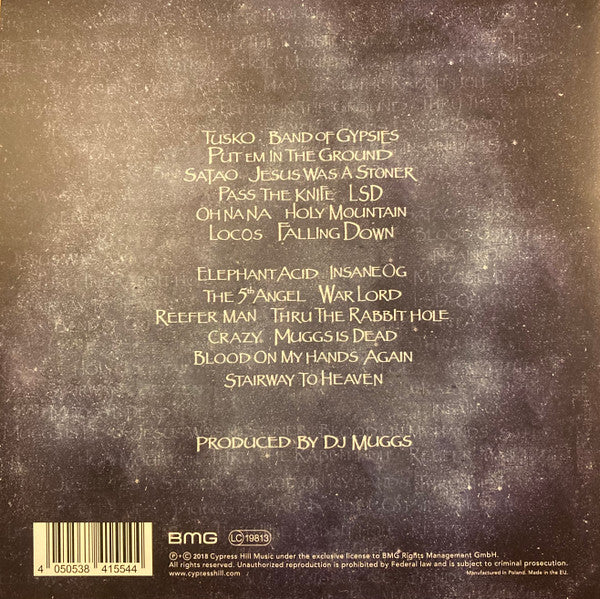 TUSKO . BAND OF GYPSIES
PUT EM IN THE GROUND
SATAO . JESUS WAS A STONER
PASS THE KNIFE LSD
OH NA NA HOLY MOUNTAIN
LOCOS FALLING DOWN
ELEPHANT ACID INSANE OG
THE 5th ANGEL WAR LORD
REEFER MAN THRU THE RABBIT HOLE
CRAZY. MUGGS IS DEAD
BLOOD ON MY HANDS AGAIN
STAIRWAY TO HEAVEN
PRODUCED BY DJ MUGGS
4 050538 415544
BMG LC 19813
℗ • © 2018 Cypress Hill Music under the exclusive license to BMG Rights Management GmbH.
All rights reserved. Unauthorized reproduction is prohibited by Federal law and is subject to criminal prosecution.
www.cypresshill.com
Manufactured in Poland. Made in the EU.